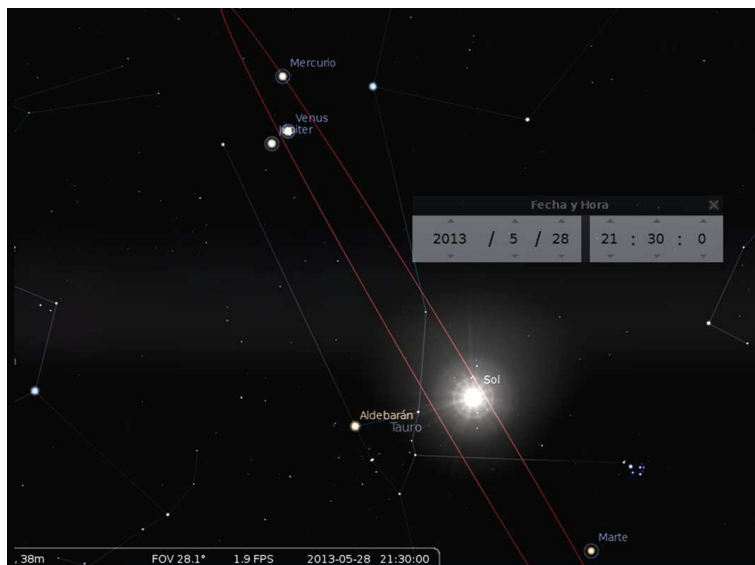 Mercurio
Venus
Júpiter
Fecha y Hora
2013 / 5 / 28 21 : 30 : 0
Sol
Aldebarán
Tauro
Marte
, 38m FOV 28.1° 1.9 FPS 2013-05-28 21:30:00